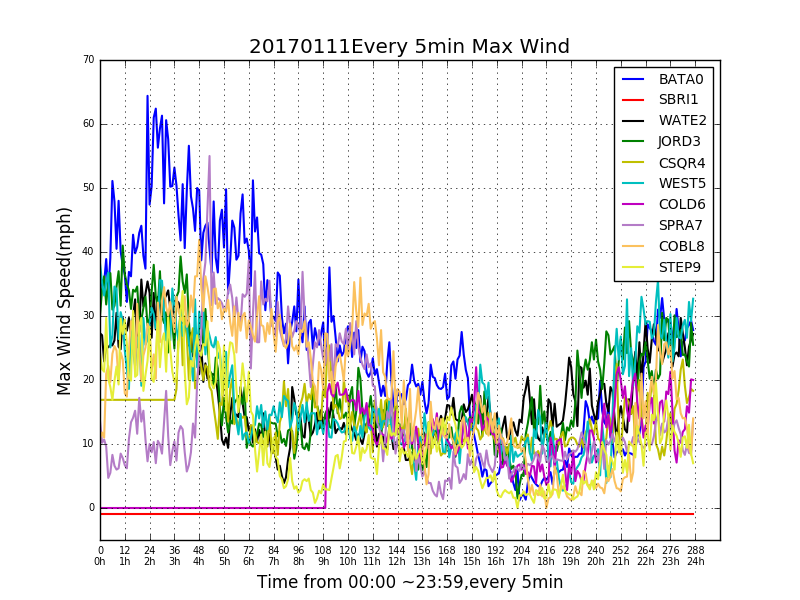 20170111Every 5min Max Wind
Max Wind Speed(mph)
70
60
50
40
30
20
10
0
BATA0
SBRI1
WATE2
JORD3
CSQR4
WEST5
COLD6
SPRA7
COBL8
STEP9
0 12 24 36 48 60 72 84 96 108 120 132 144 156 168 180 192 204 216 228 240 252 264 276 288
0h 1h 2h 3h 4h 5h 6h 7h 8h 9h 10h 11h 12h 13h 14h 15h 16h 17h 18h 19h 20h 21h 22h 23h 24h
Time from 00:00 ~23:59,every 5min